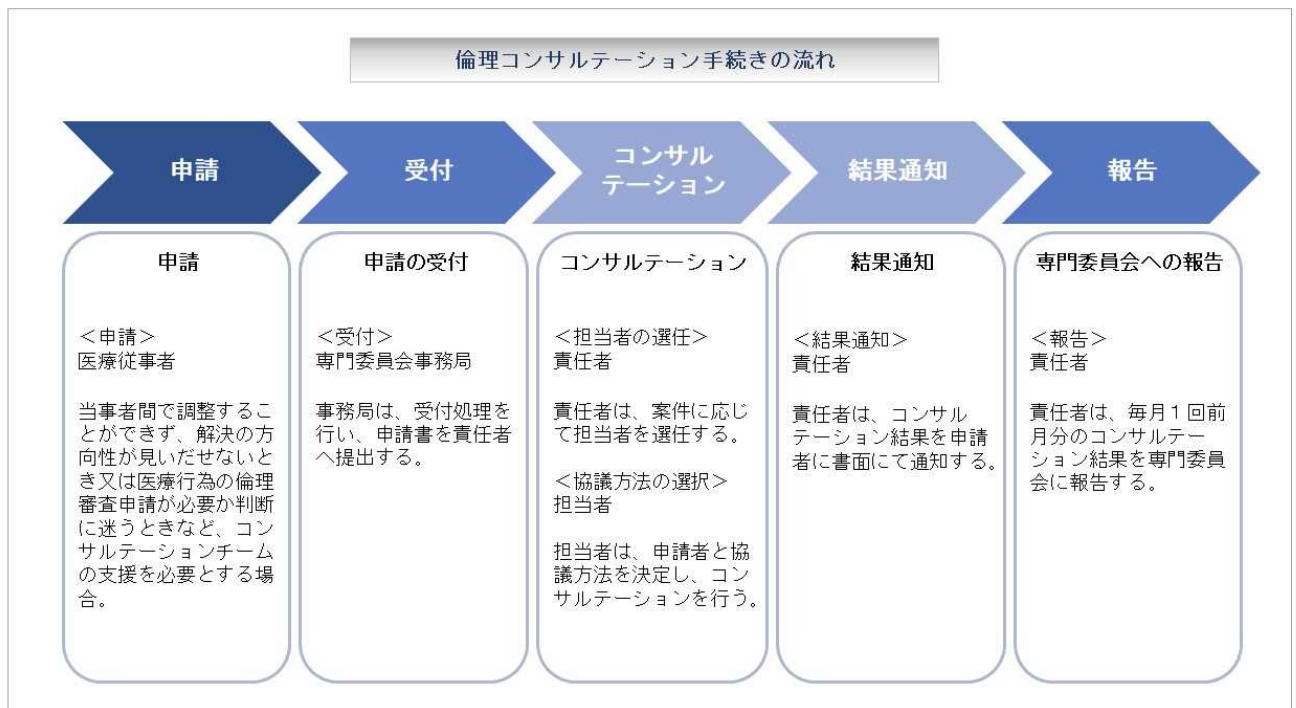 倫理コンサルテーション手続きの流れ
申請
受付
コンサル
テーション
結果通知
報告
申請
<申請>
医療従事者
当事者間で調整するこ
とができず、解決の方
向性が見いだせないと
き又は医療行為の倫理
審査申請が必要か判断
に迷うときなど、コン
サルテーションチーム
の支援を必要とする場
合。
申請の受付
<受付>
専門委員会事務局
事務局は、受付処理を
行い、申請書を責任者
へ提出する。
コンサルテーション
<担当者の選任>
責任者
責任者は、案件に応じ
て担当者を選任する。
<協議方法の選択>
担当者
担当者は、申請者と協
議方法を決定し、コン
サルテーションを行う。
結果通知
<結果通知>
責任者
責任者は、コンサル
テーション結果を申請
者に書面にて通知する。
専門委員会への報告
<報告>
責任者
責任者は、毎月1回前
月分のコンサルテー
ション結果を専門委員
会に報告する。